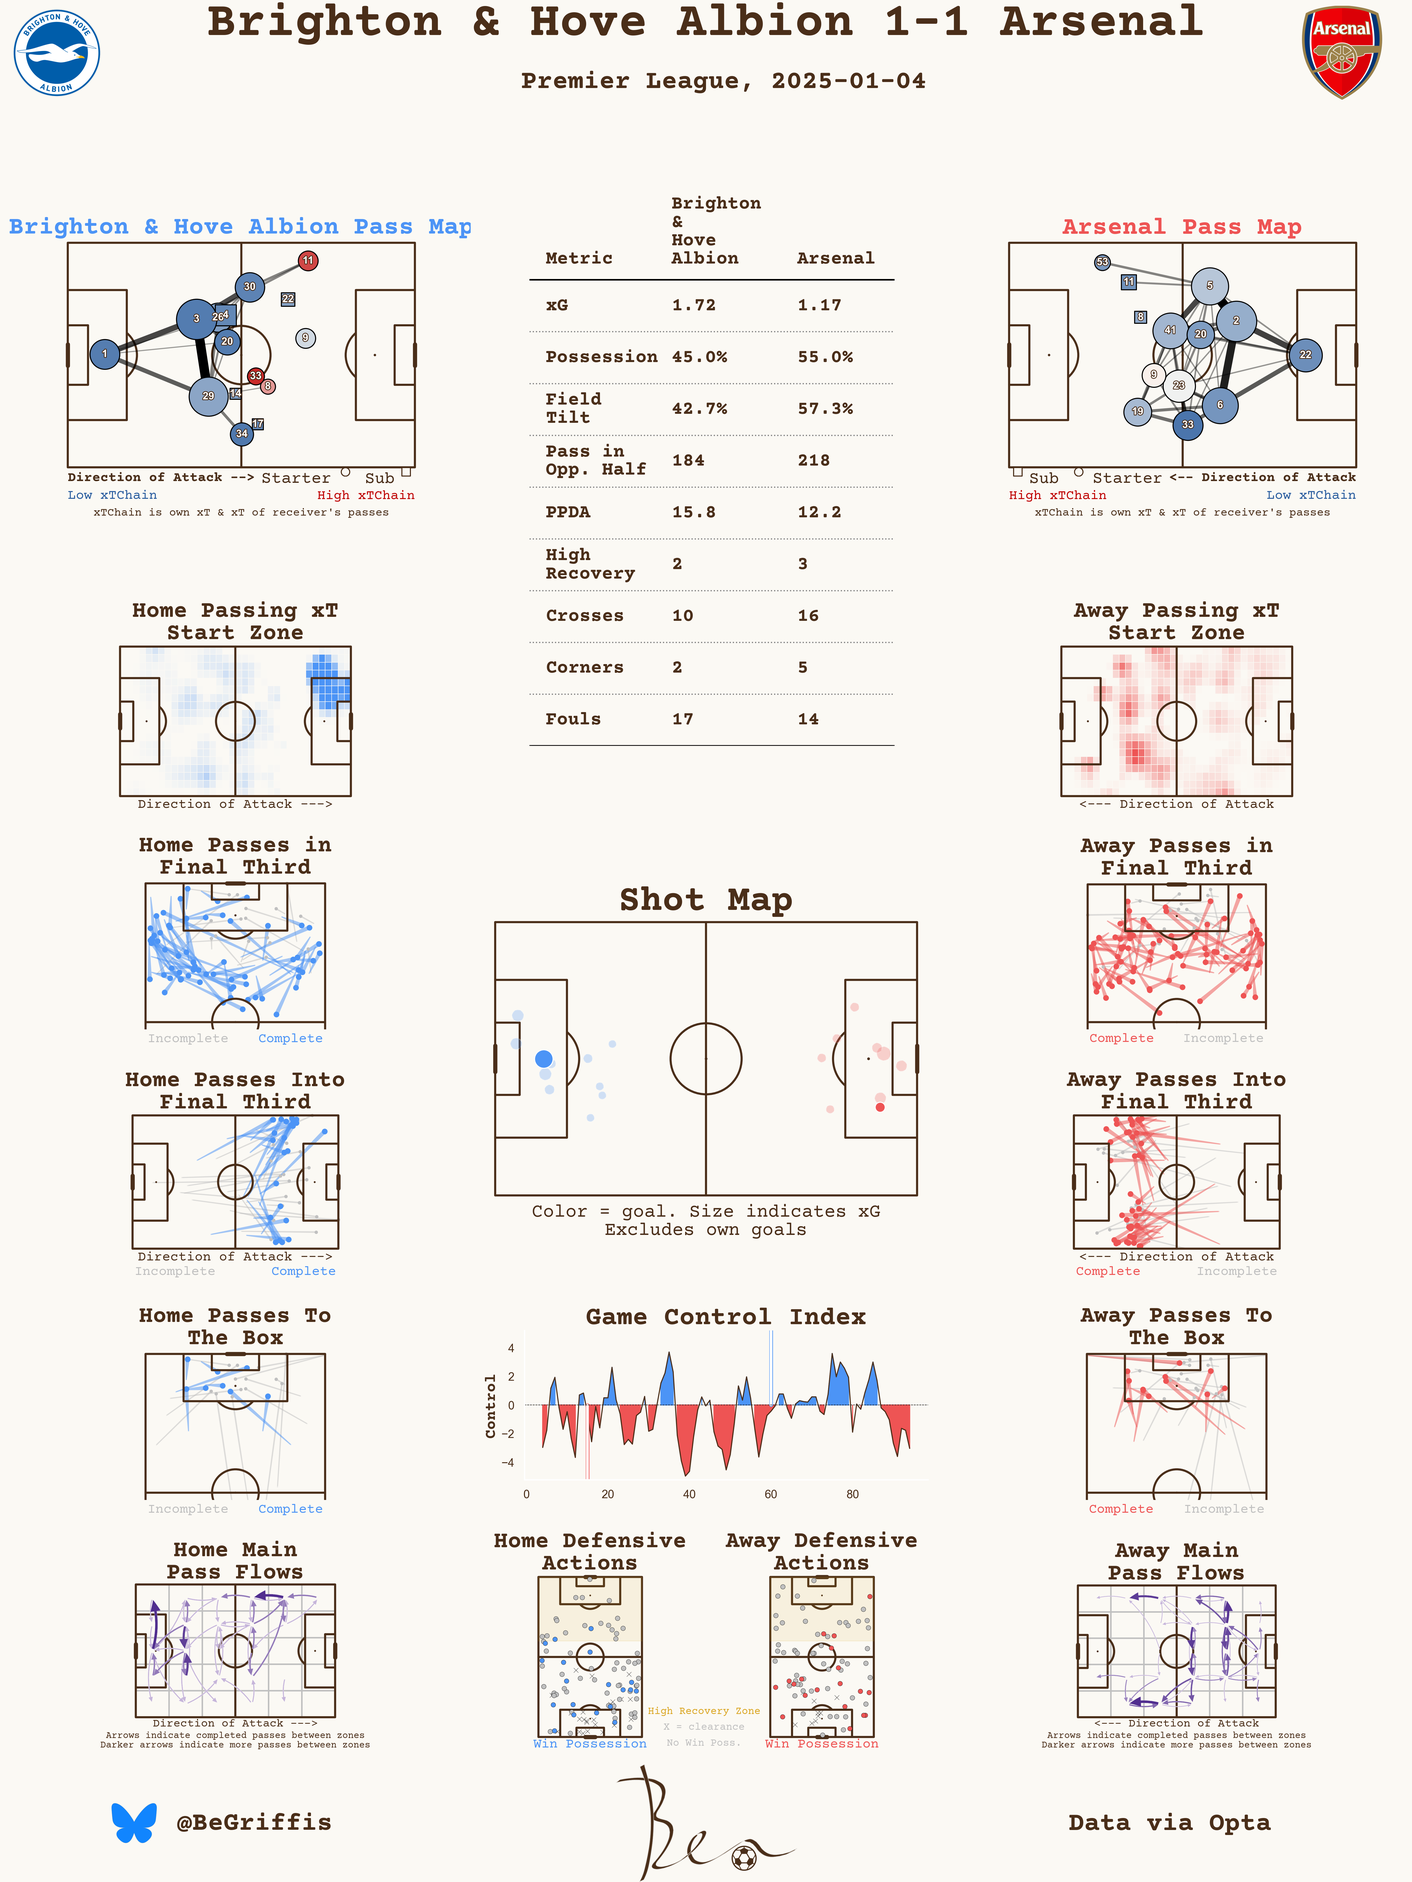 Brighton & Hove Albion 1-1 Arsenal
Premier League, 2025-01-04
BRIGHTON & HOVE
ALBION
Arsenal
Brighton & Hove Albion Pass Map
11
30
22
3
26
4
20
9
1
33
8
14
29
17
34
Direction of Attack --> Starter Sub
Low xTChain High xTChain
xTChain is own xT & xT of receiver's passes
Metric Brighton & Hove Albion Arsenal
xG 1.72 1.17
Possession 45.0% 55.0%
Field Tilt 42.7% 57.3%
Pass in Opp. Half 184 218
PPDA 15.8 12.2
High Recovery 2 3
Crosses 10 16
Corners 2 5
Fouls 17 14
Arsenal Pass Map
53
11
5
8
41
20
2
22
9
23
19
6
33
Sub Starter <-- Direction of Attack
High xTChain Low xTChain
xTChain is own xT & xT of receiver's passes
Home Passing xT
Start Zone
Direction of Attack --->
Away Passing xT
Start Zone
<--- Direction of Attack
Home Passes in
Final Third
Incomplete Complete
Away Passes in
Final Third
Complete Incomplete
Shot Map
Color = goal. Size indicates xG
Excludes own goals
Home Passes Into
Final Third
Direction of Attack --->
Incomplete Complete
Away Passes Into
Final Third
<--- Direction of Attack
Complete Incomplete
Home Passes To
The Box
Incomplete Complete
Game Control Index
Control
4
2
0
−2
−4
0 20 40 60 80
Away Passes To
The Box
Complete Incomplete
Home Main
Pass Flows
Direction of Attack --->
Arrows indicate completed passes between zones
Darker arrows indicate more passes between zones
Home Defensive
Actions
Win Possession
Away Defensive
Actions
Win Possession
High Recovery Zone
X = clearance
No Win Poss.
Away Main
Pass Flows
<--- Direction of Attack
Arrows indicate completed passes between zones
Darker arrows indicate more passes between zones
@BeGriffis
Ben
Data via Opta